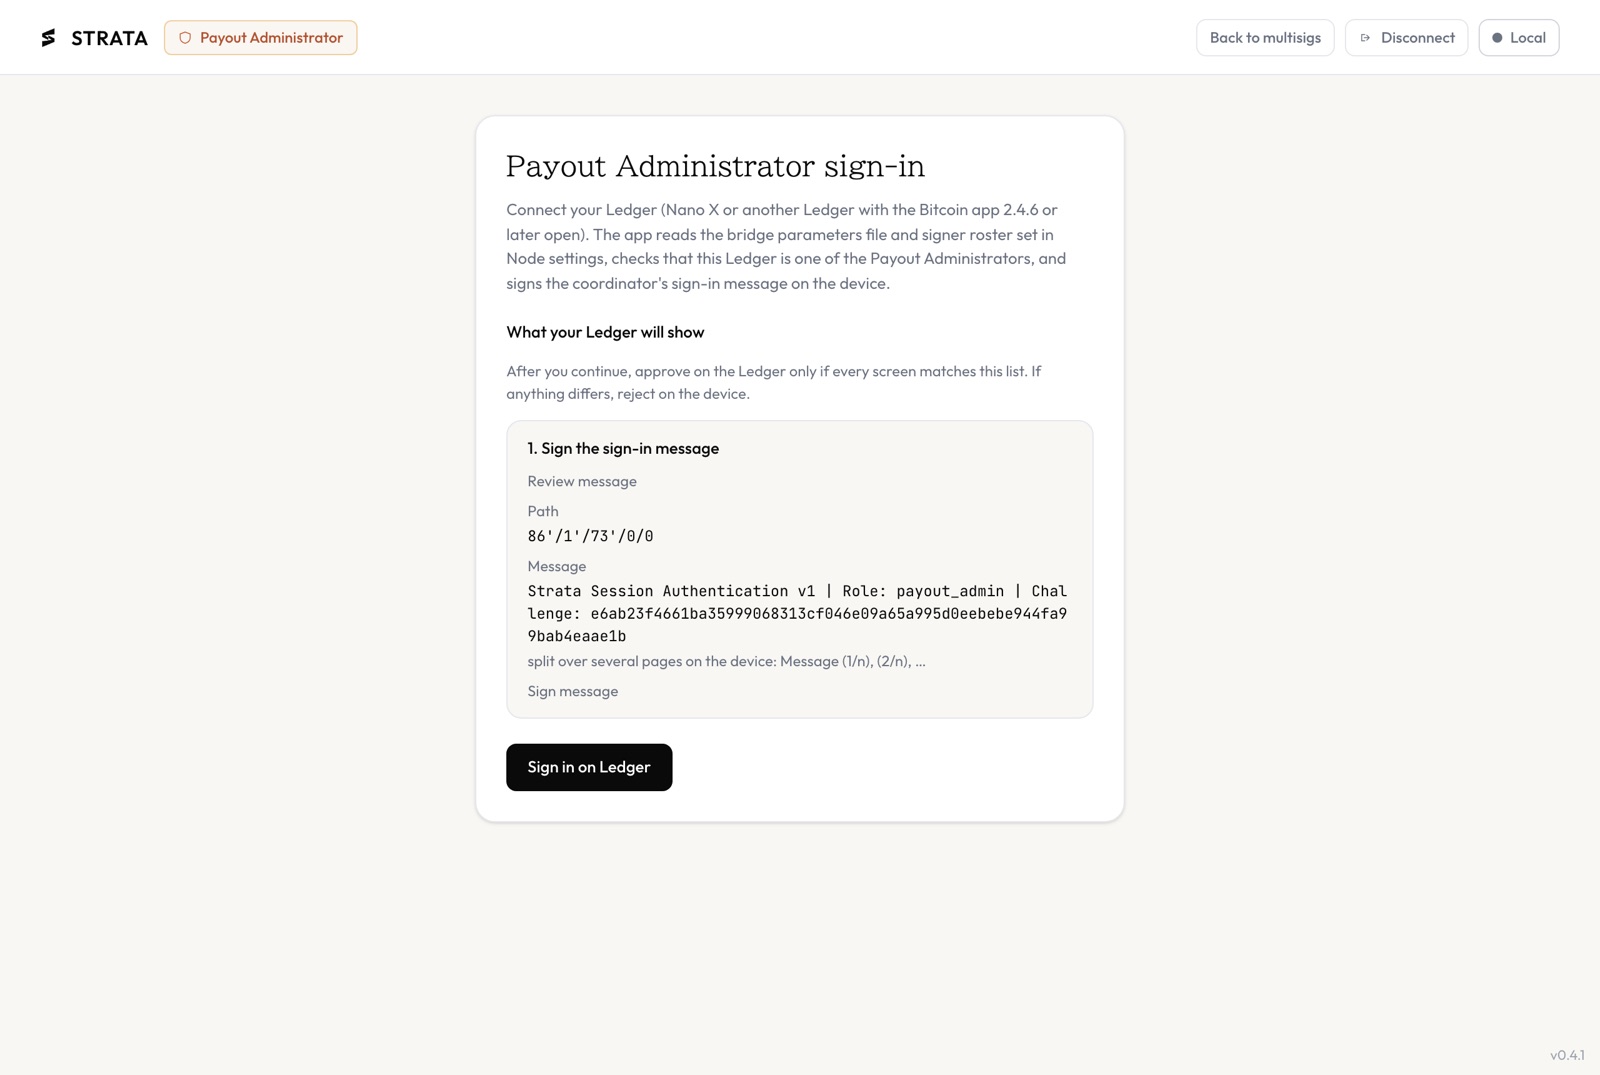 STRATA
Payout Administrator
Back to multisigs
Disconnect
Local
Payout Administrator sign-in
Connect your Ledger (Nano X or another Ledger with the Bitcoin app 2.4.6 or
later open). The app reads the bridge parameters file and signer roster set in
Node settings, checks that this Ledger is one of the Payout Administrators, and
signs the coordinator's sign-in message on the device.
What your Ledger will show
After you continue, approve on the Ledger only if every screen matches this list. If
anything differs, reject on the device.
1. Sign the sign-in message
Review message
Path
86'/1'/73'/0/0
Message
Strata Session Authentication v1 | Role: payout_admin | Chal
lenge: e6ab23f4661ba35999068313cf046e09a65a995d0eebebe944fa9
9bab4eaae1b
split over several pages on the device: Message (1/n), (2/n), ...
Sign message
Sign in on Ledger
v0.4.1